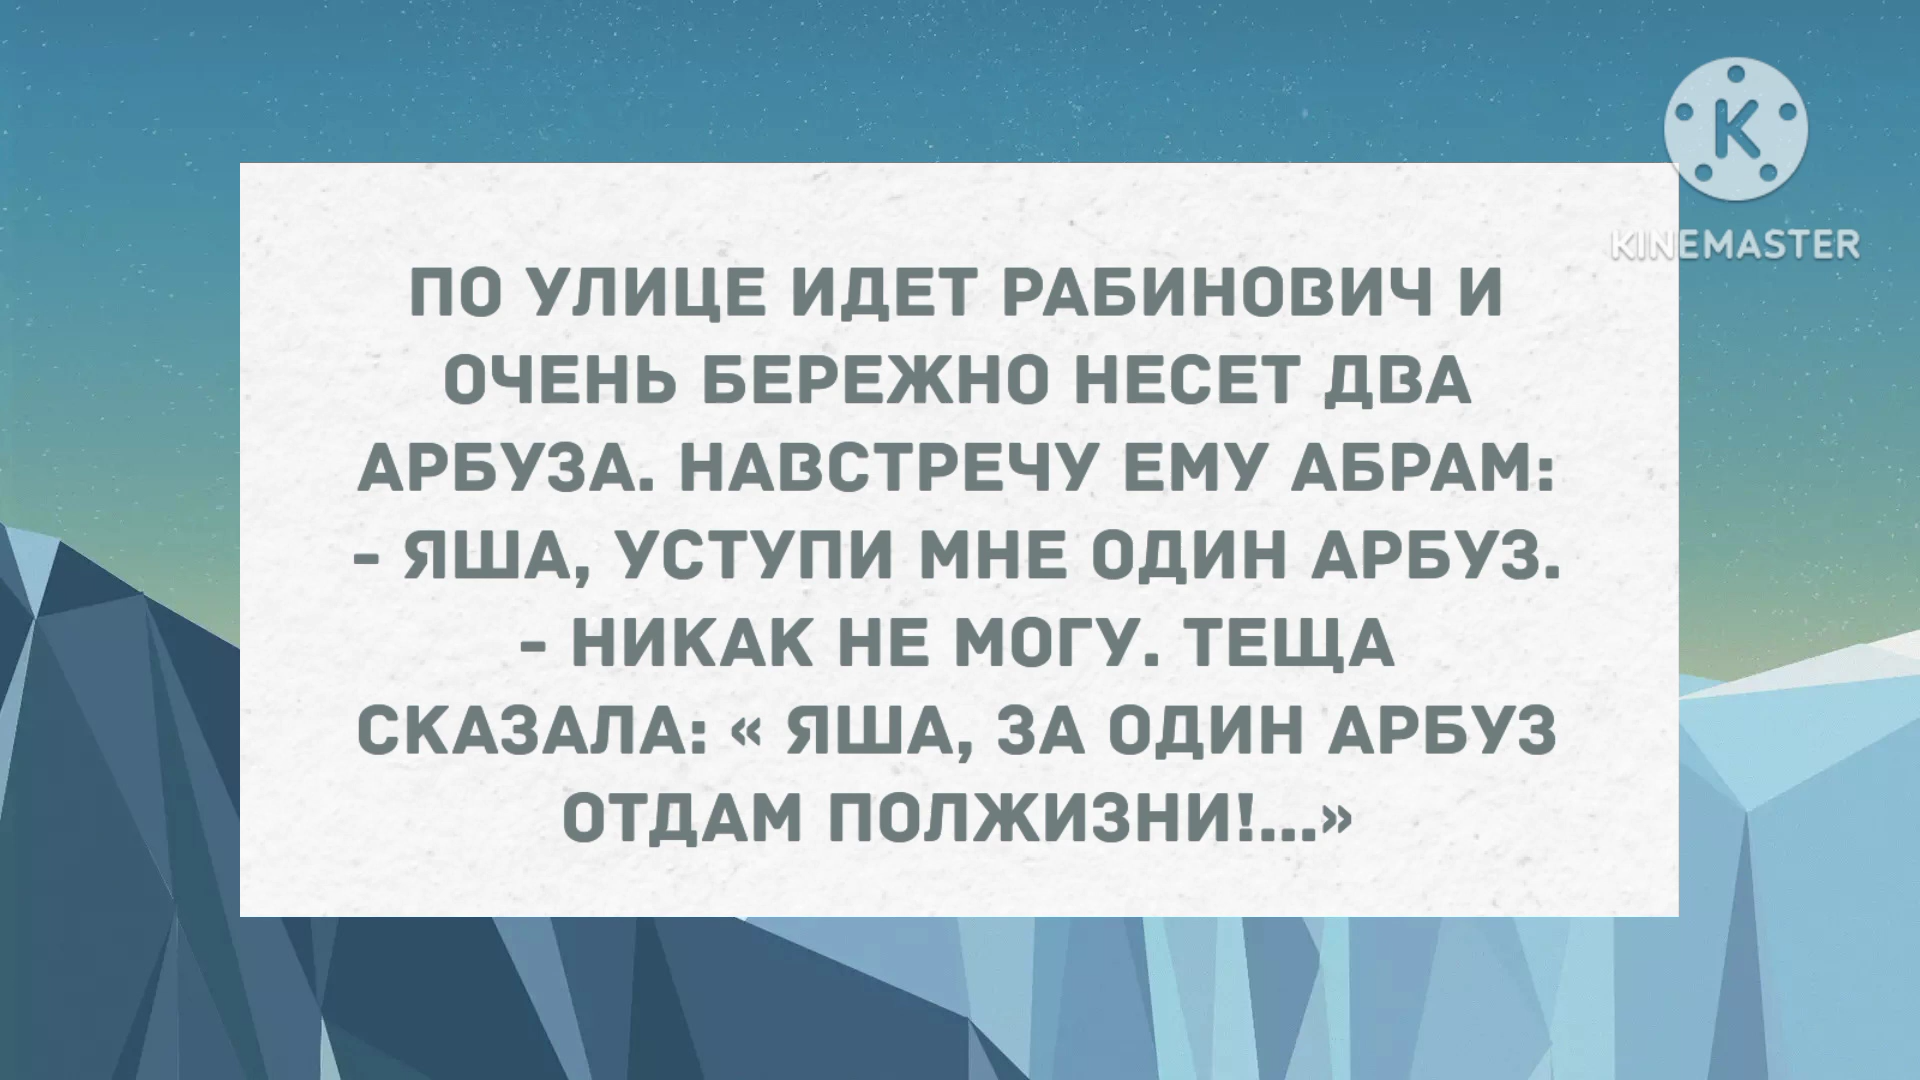 ПО УЛИЦЕ ИДЕТ РАБИНОВИЧ И
ОЧЕНЬ БЕРЕЖНО НЕСЕТ ДВА
АРБУЗА. НАВСТРЕЧУ ЕМУ АБРАМ:
- ЯША, УСТУПИ МНЕ ОДИН АРБУЗ.
- НИКАК НЕ МОГУ. ТЕЩА
СКАЗАЛА: « ЯША, ЗА ОДИН АРБУЗ
ОТДАМ ПОЛЖИЗНИ!...»
K
KINEMASTER